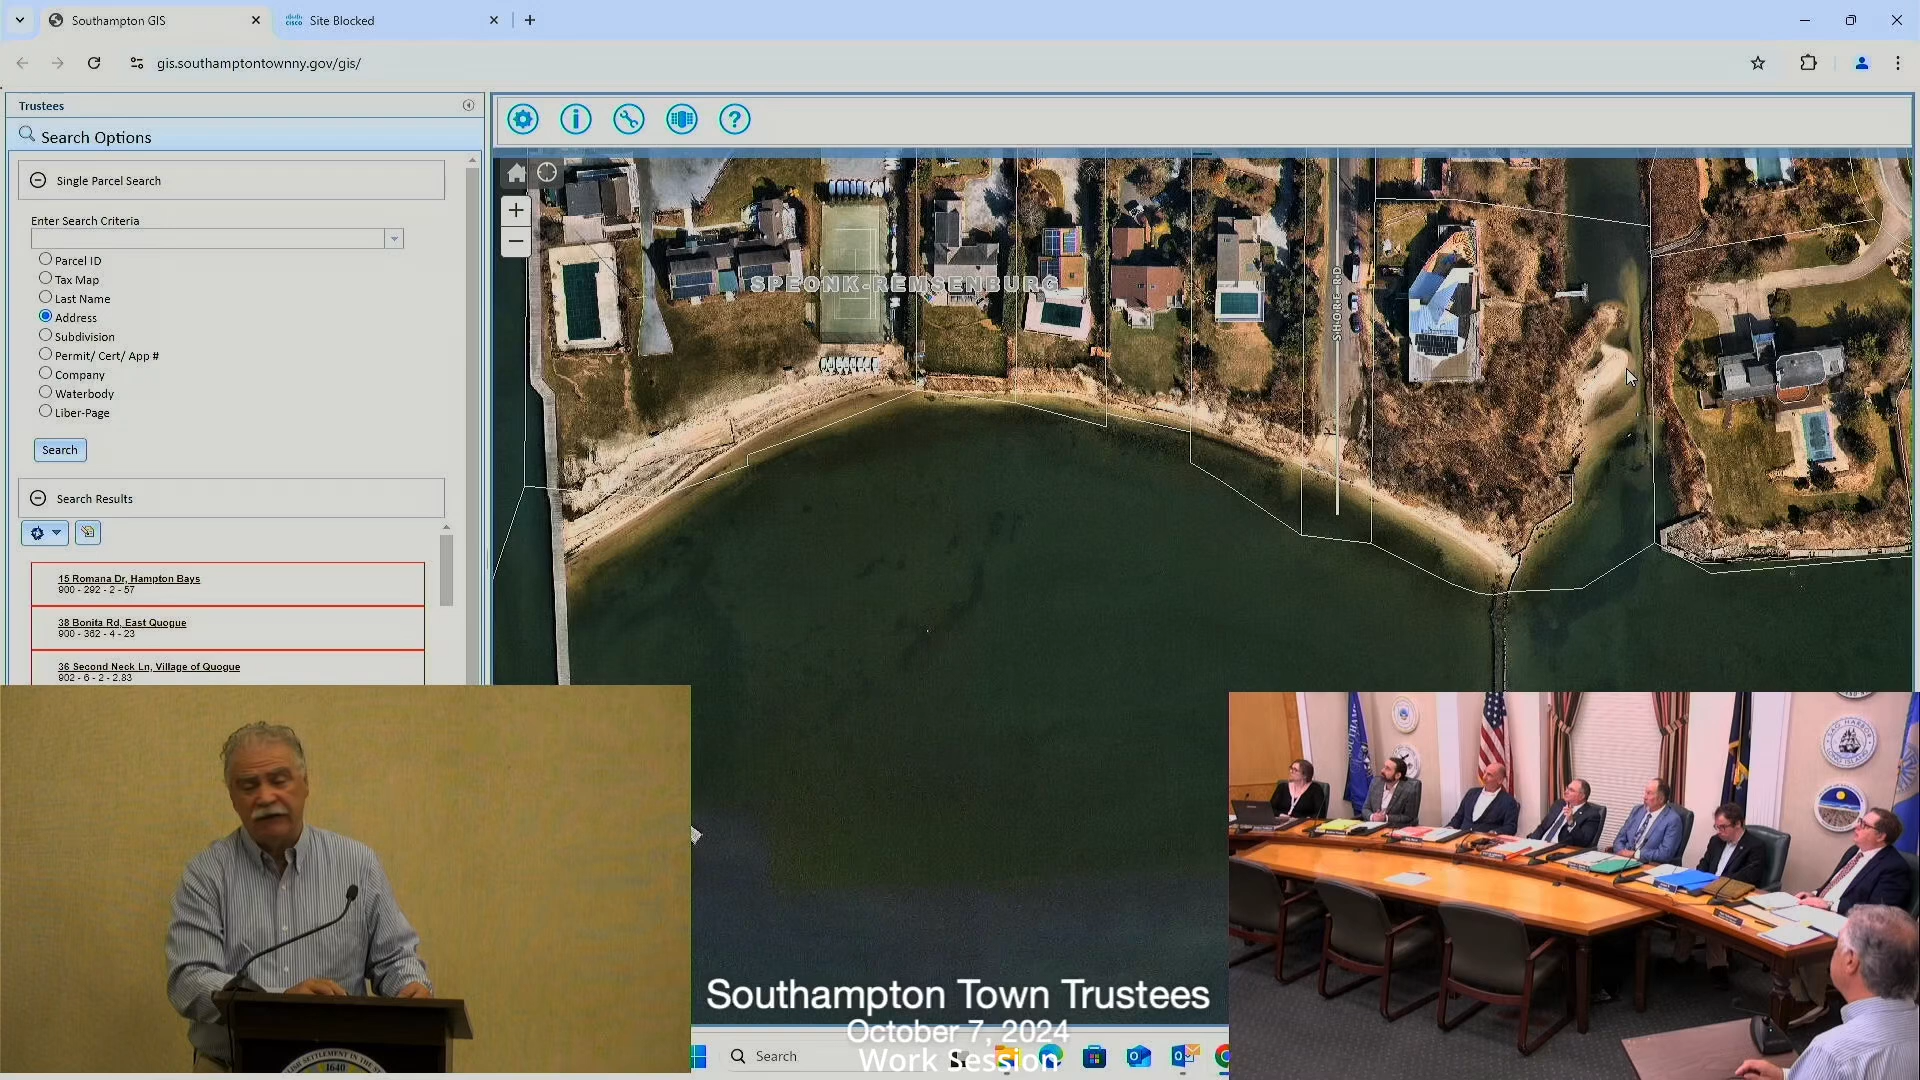 Southampton GIS
Site Blocked
gis.southamptontownny.gov/gis/
Trustees
Search Options
Single Parcel Search
Enter Search Criteria
Parcel ID
Tax Map
Last Name
Address
Subdivision
Permit/ Cert/ App #
Company
Waterbody
Liber-Page
Search
Search Results
15 Romana Dr, Hampton Bays
900 - 292 - 2 - 57
38 Bonita Rd, East Quogue
900 - 362 - 4 - 23
36 Second Neck Ln, Village of Quogue
902 - 6 - 2 - 2.83
SPEONK-REMSENBURG
SHORE RD
Southampton Town Trustees
October 7, 2024
Work Session
Search
1640